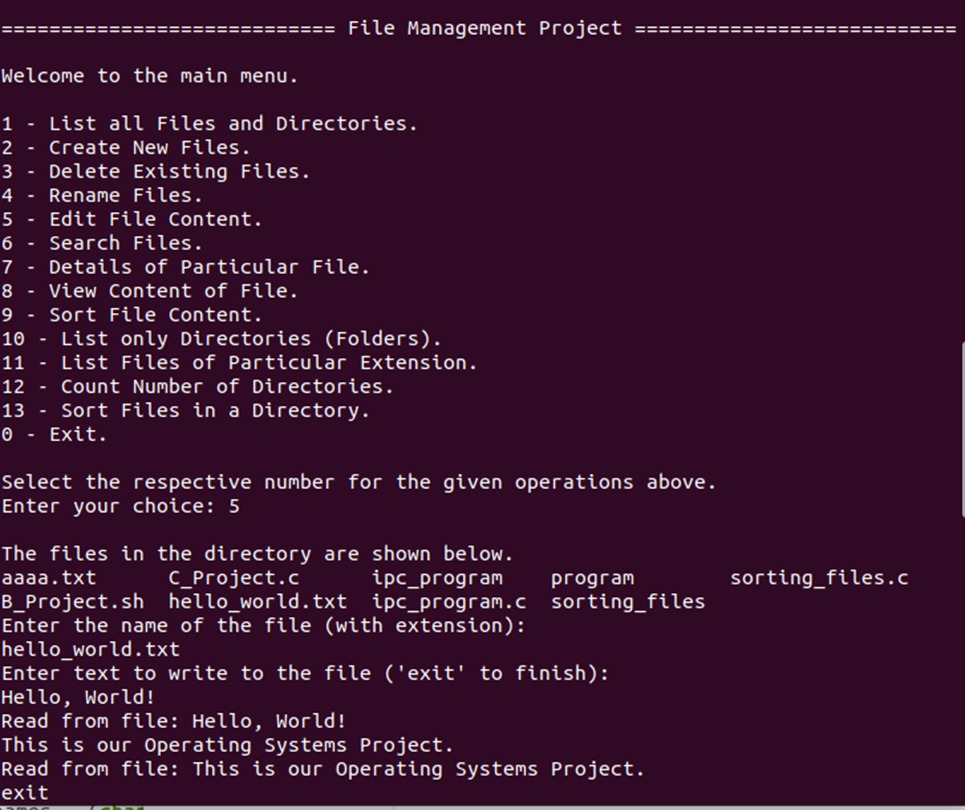 ============================ File Management Project ===========================
Welcome to the main menu.
1 - List all Files and Directories.
2 - Create New Files.
3 - Delete Existing Files.
4 - Rename Files.
5 - Edit File Content.
6 - Search Files.
7 - Details of Particular File.
8 - View Content of File.
9 - Sort File Content.
10 - List only Directories (Folders).
11 - List Files of Particular Extension.
12 - Count Number of Directories.
13 - Sort Files in a Directory.
0 - Exit.
Select the respective number for the given operations above.
Enter your choice: 5
The files in the directory are shown below.
aaaa.txt      C_Project.c      ipc_program    program        sorting_files.c
B_Project.sh  hello_world.txt  ipc_program.c  sorting_files
Enter the name of the file (with extension):
hello_world.txt
Enter text to write to the file ('exit' to finish):
Hello, World!
Read from file: Hello, World!
This is our Operating Systems Project.
Read from file: This is our Operating Systems Project.
exit